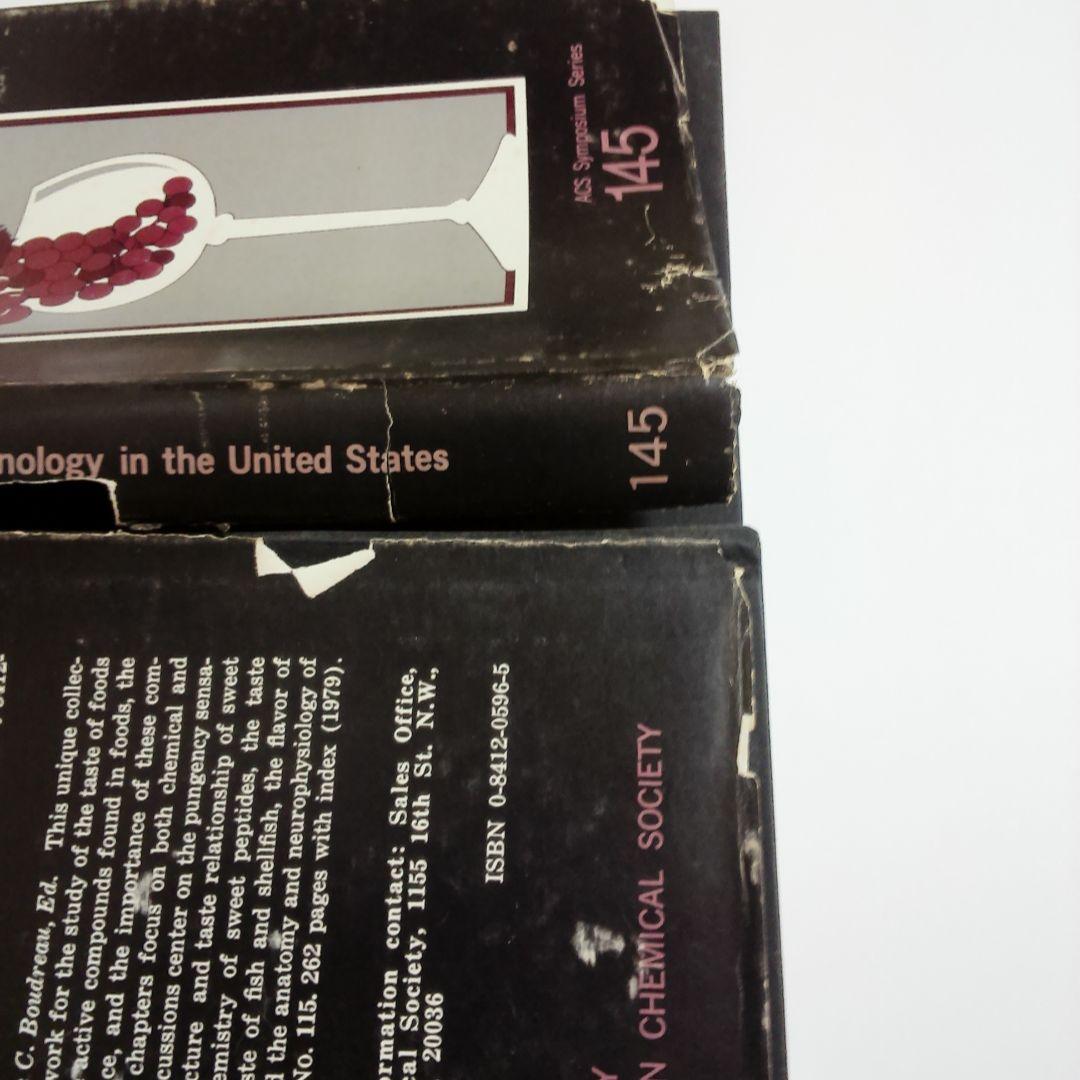 ACS Symposium Series
145
nology in the United States
145
C. Boudreau, Ed. This unique collec-
work for the study of the taste of foods
active compounds found in foods, the
ce, and the importance of these com-
chapters focus on both chemical and
cussions center on the pungency sensa-
cture and taste relationship of sweet
emistry of sweet peptides, the taste
ste of fish and shellfish, the flavor of
d the anatomy and neurophysiology of
No. 115. 262 pages with index (1979).
ormation contact: Sales Office,
cal Society, 1155 16th St. N.W.,
20036
ISBN 0-8412-0596-5
Y
N CHEMICAL SOCIETY